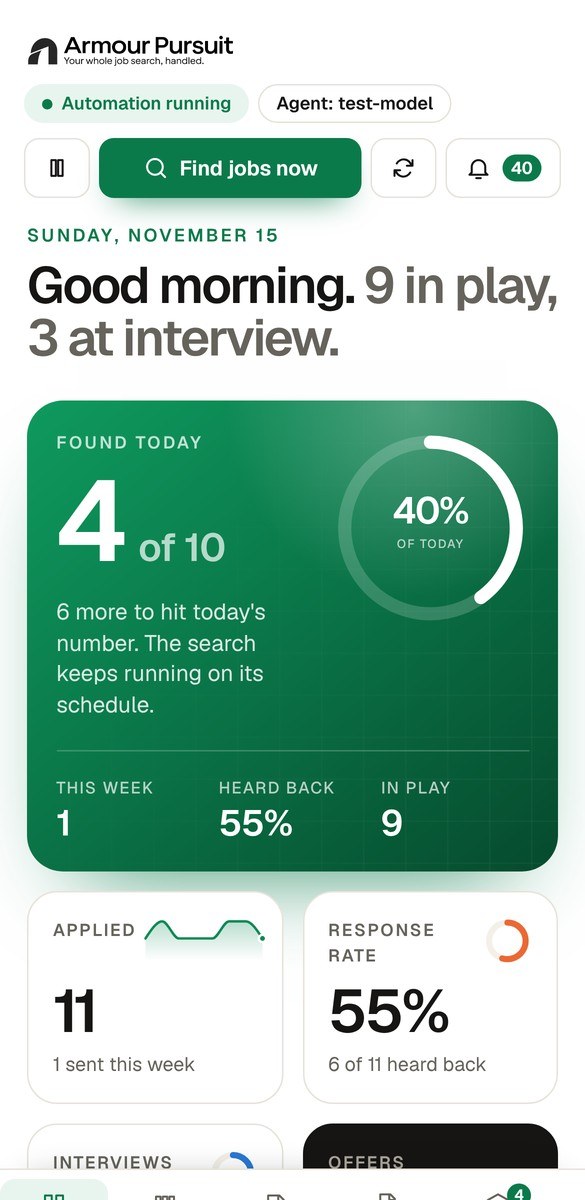 Armour Pursuit
Your whole job search, handled.
Automation running
Agent: test-model
Find jobs now
40
SUNDAY, NOVEMBER 15
Good morning. 9 in play,
3 at interview.
FOUND TODAY
4 of 10
40%
OF TODAY
6 more to hit today's
number. The search
keeps running on its
schedule.
THIS WEEK
HEARD BACK
IN PLAY
1
55%
9
APPLIED
11
1 sent this week
RESPONSE
RATE
55%
6 of 11 heard back
INTERVIEWS
OFFERS
4